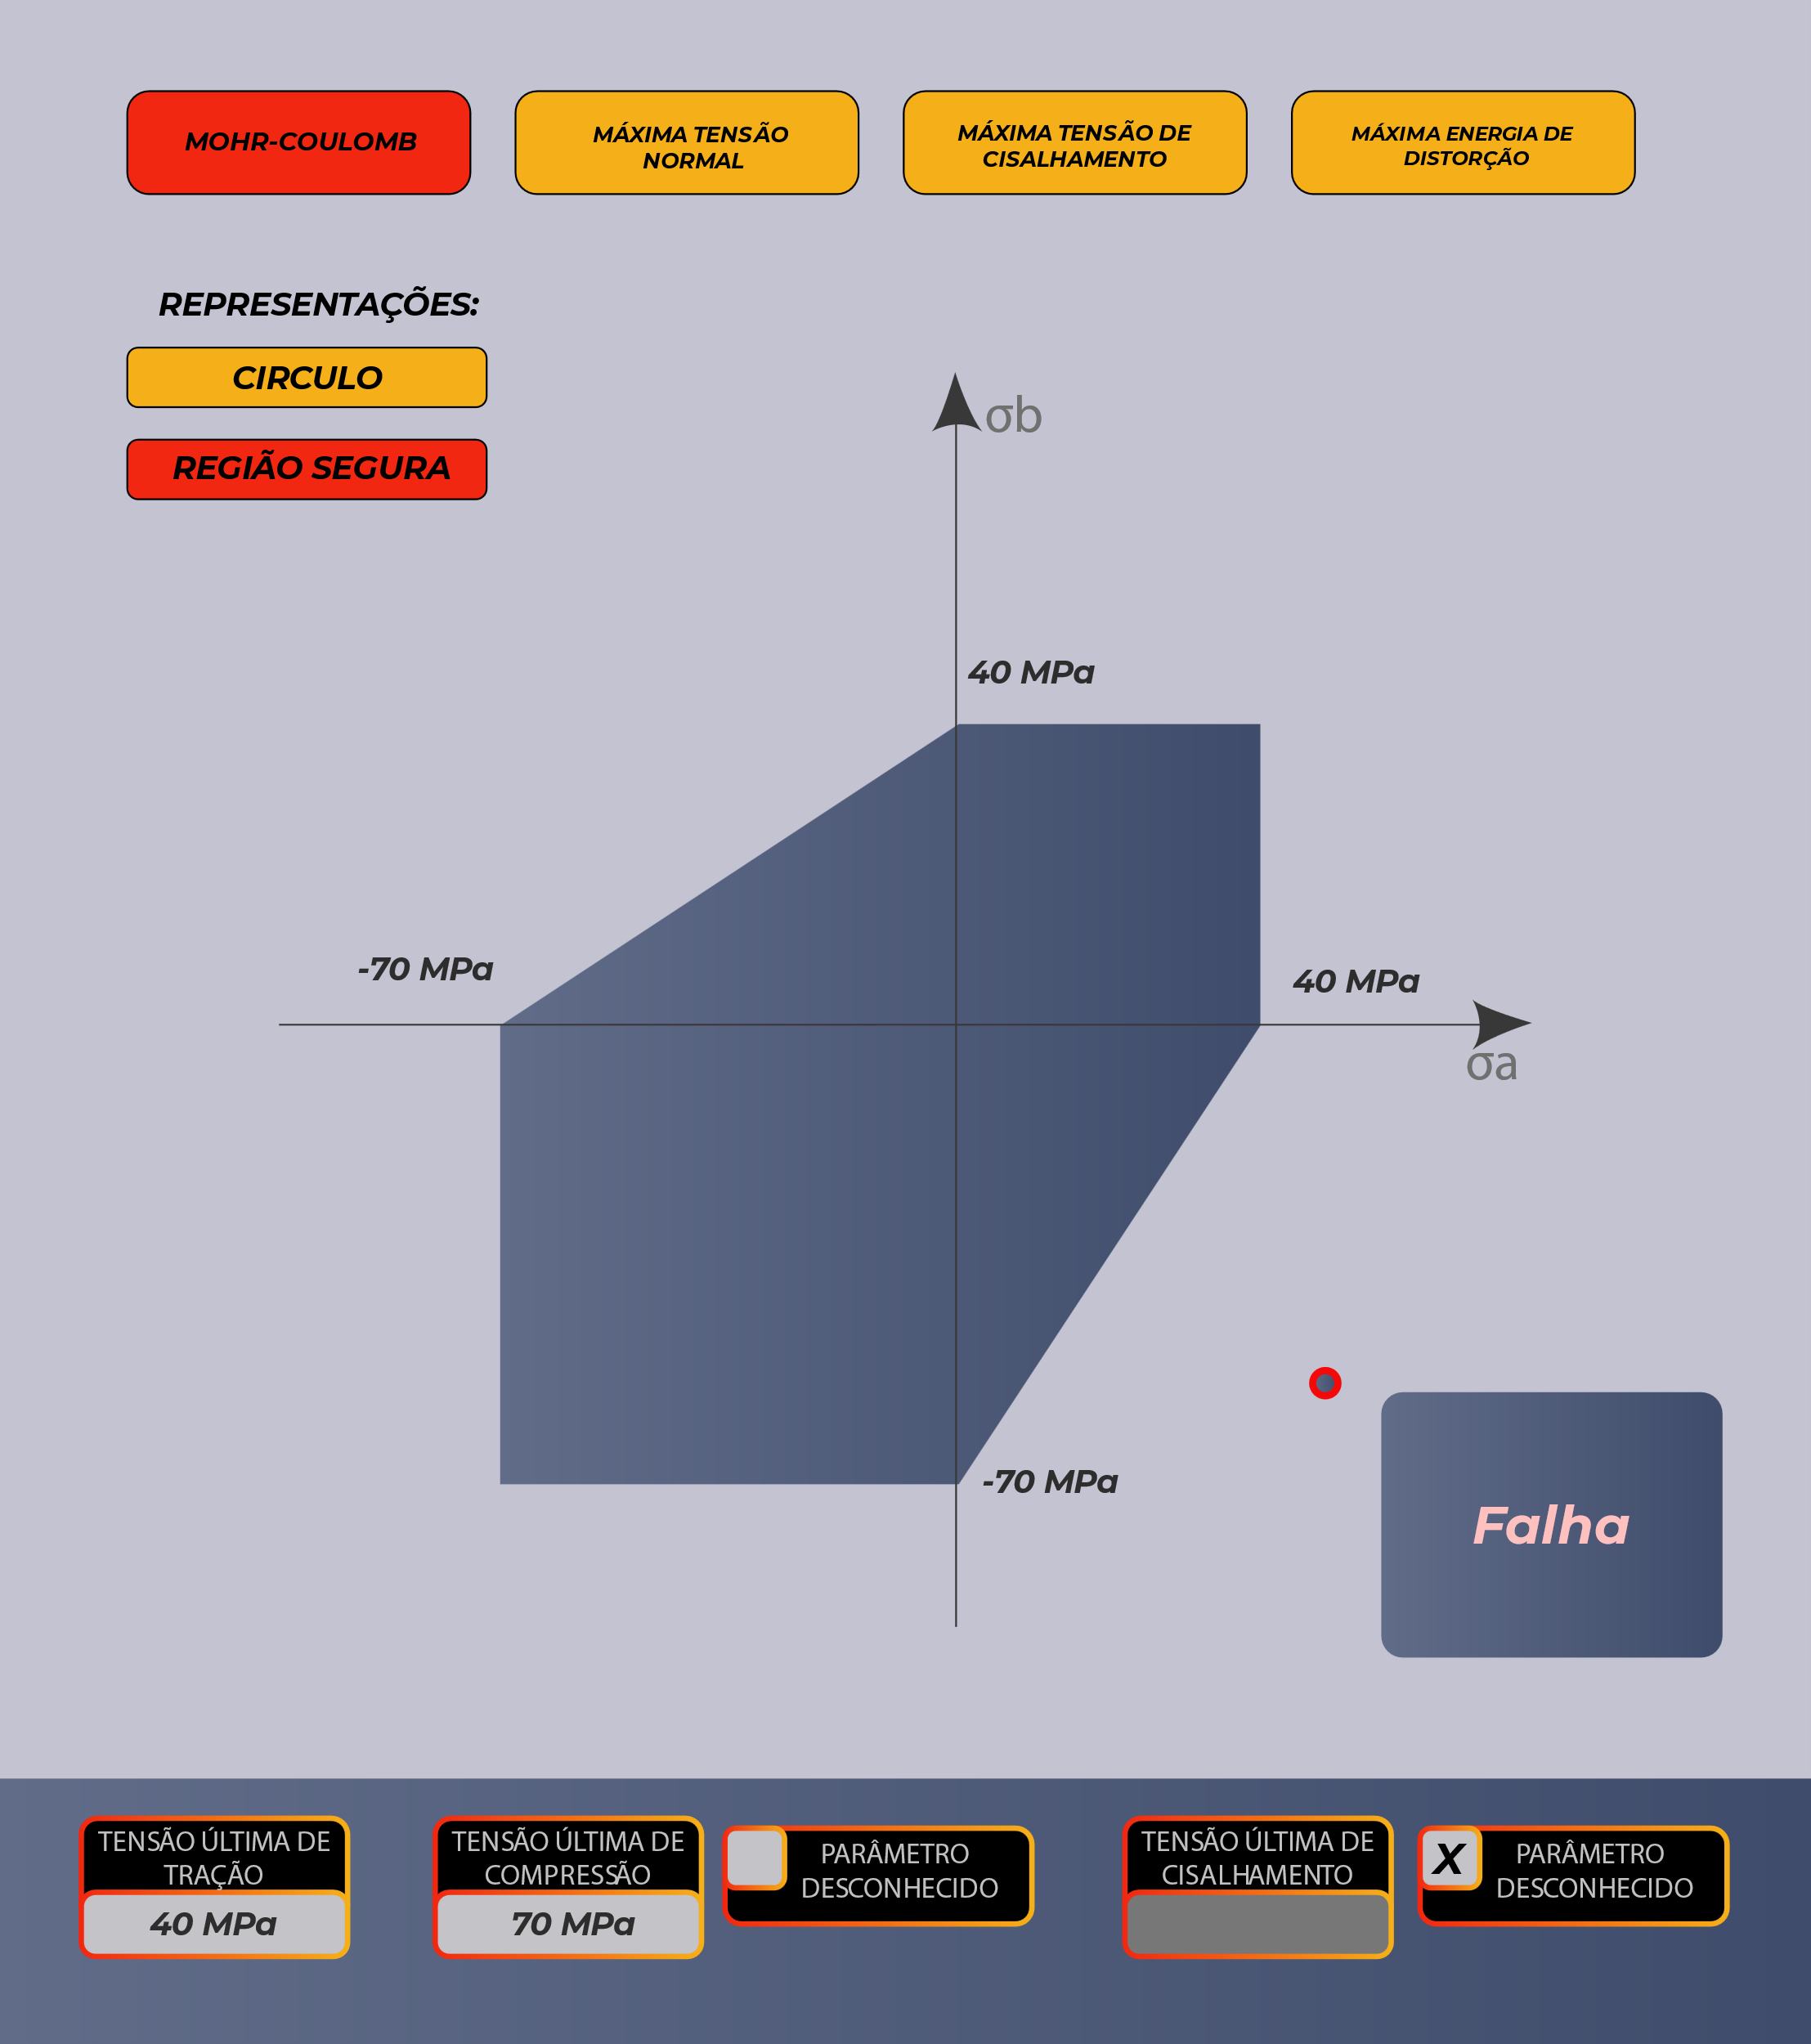 MOHR-COULOMB
MÁXIMA TENSÃO
NORMAL
MÁXIMA TENSÃO DE
CISALHAMENTO
MÁXIMA ENERGIA DE
DISTORÇÃO
REPRESENTAÇÕES:
CIRCULO
REGIÃO SEGURA
σb
40 MPa
-70 MPa
40 MPa
σa
-70 MPa
Falha
TENSÃO ÚLTIMA DE
TRAÇÃO
40 MPa
TENSÃO ÚLTIMA DE
COMPRESSÃO
70 MPa
PARÂMETRO
DESCONHECIDO
TENSÃO ÚLTIMA DE
CISALHAMENTO
X
PARÂMETRO
DESCONHECIDO